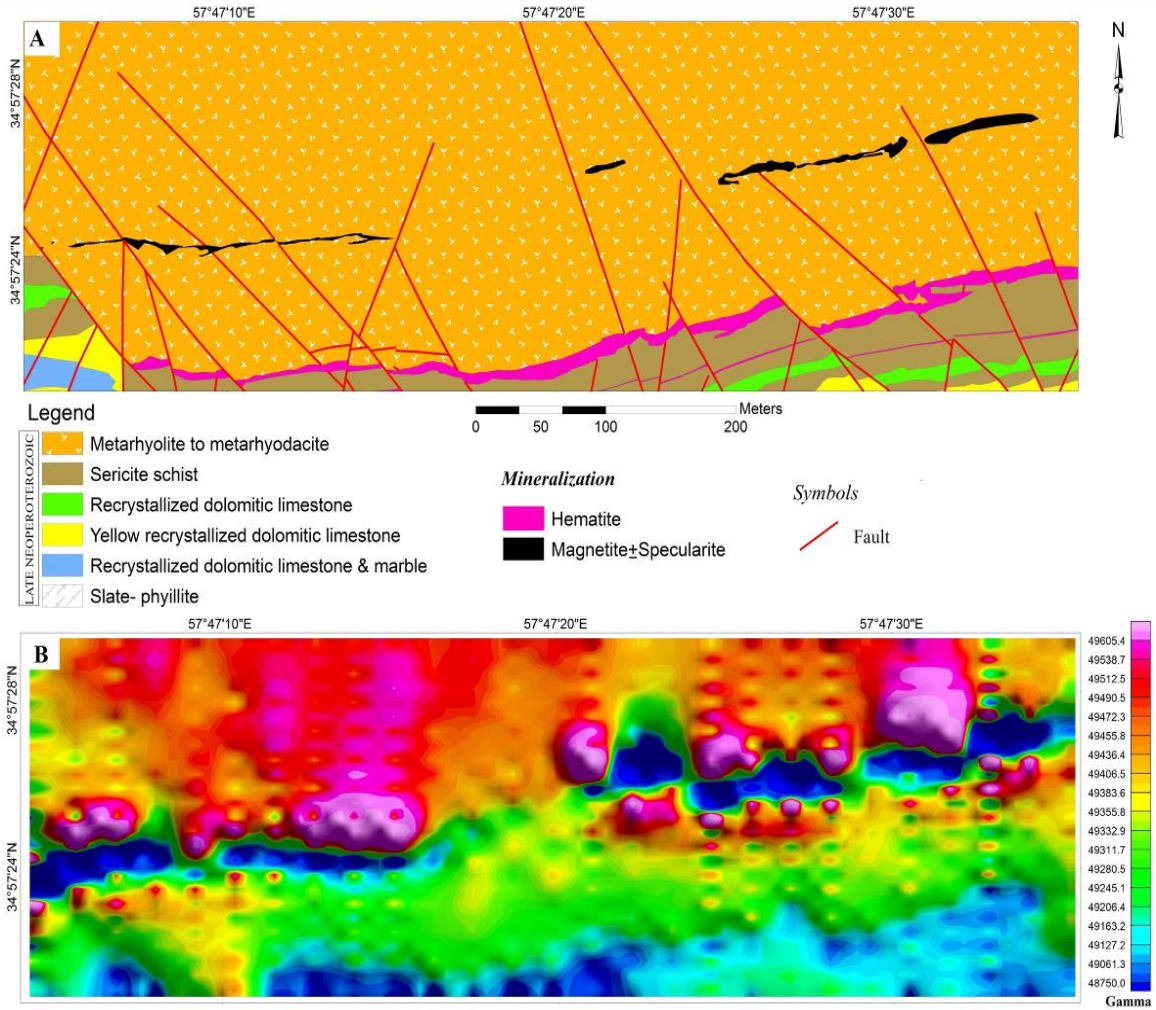 57°47'10"E 57°47'20"E 57°47'30"E
A
N
34°57'28"N
34°57'24"N
Legend
LATE NEOPEROTEROZOIC
Metarhyolite to metarhyodacite
Sericite schist
Recrystallized dolomitic limestone
Yellow recrystallized dolomitic limestone
Recrystallized dolomitic limestone & marble
Slate- phyillite
Meters
0 50 100 200
Mineralization
Hematite
Magnetite±Specularite
Symbols
Fault
57°47'10"E 57°47'20"E 57°47'30"E
B
34°57'28"N
34°57'24"N
49605.4
49538.7
49512.5
49490.5
49472.3
49455.8
49436.4
49406.5
49383.6
49355.8
49332.9
49311.7
49280.5
49245.1
49206.4
49163.2
49127.2
49061.3
48750.0
Gamma